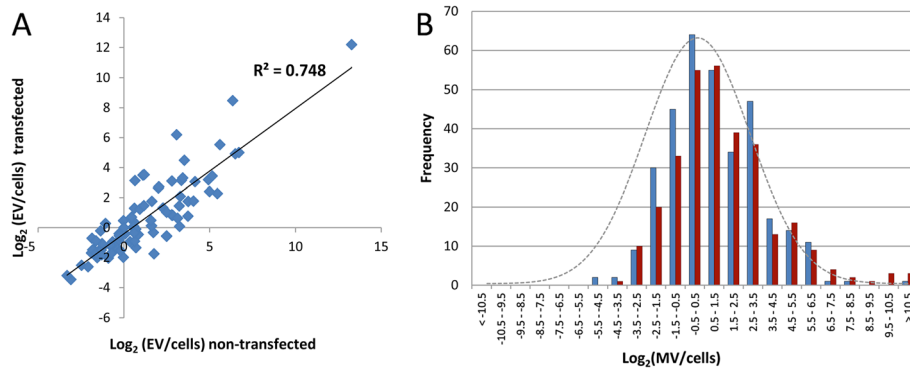 A
14
12
10
8
6
4
2
0
-2
-4
-6
-5
0
5
10
15
R² = 0.748
Log₂ (EV/cells) transfected
Log₂ (EV/cells) non-transfected
B
70
60
50
40
30
20
10
0
Frequency
< -10.5
-10.5 - -9.5
-9.5 - -8.5
-8.5 - -7.5
-7.5 - -6.5
-6.5 - -5.5
-5.5 - -4.5
-4.5 - -3.5
-3.5 - -2.5
-2.5 - -1.5
-1.5 - -0.5
-0.5 - 0.5
0.5 - 1.5
1.5 - 2.5
2.5 - 3.5
3.5 - 4.5
4.5 - 5.5
5.5 - 6.5
6.5 - 7.5
7.5 - 8.5
8.5 - 9.5
9.5 - 10.5
> 10.5
Log₂(MV/cells)